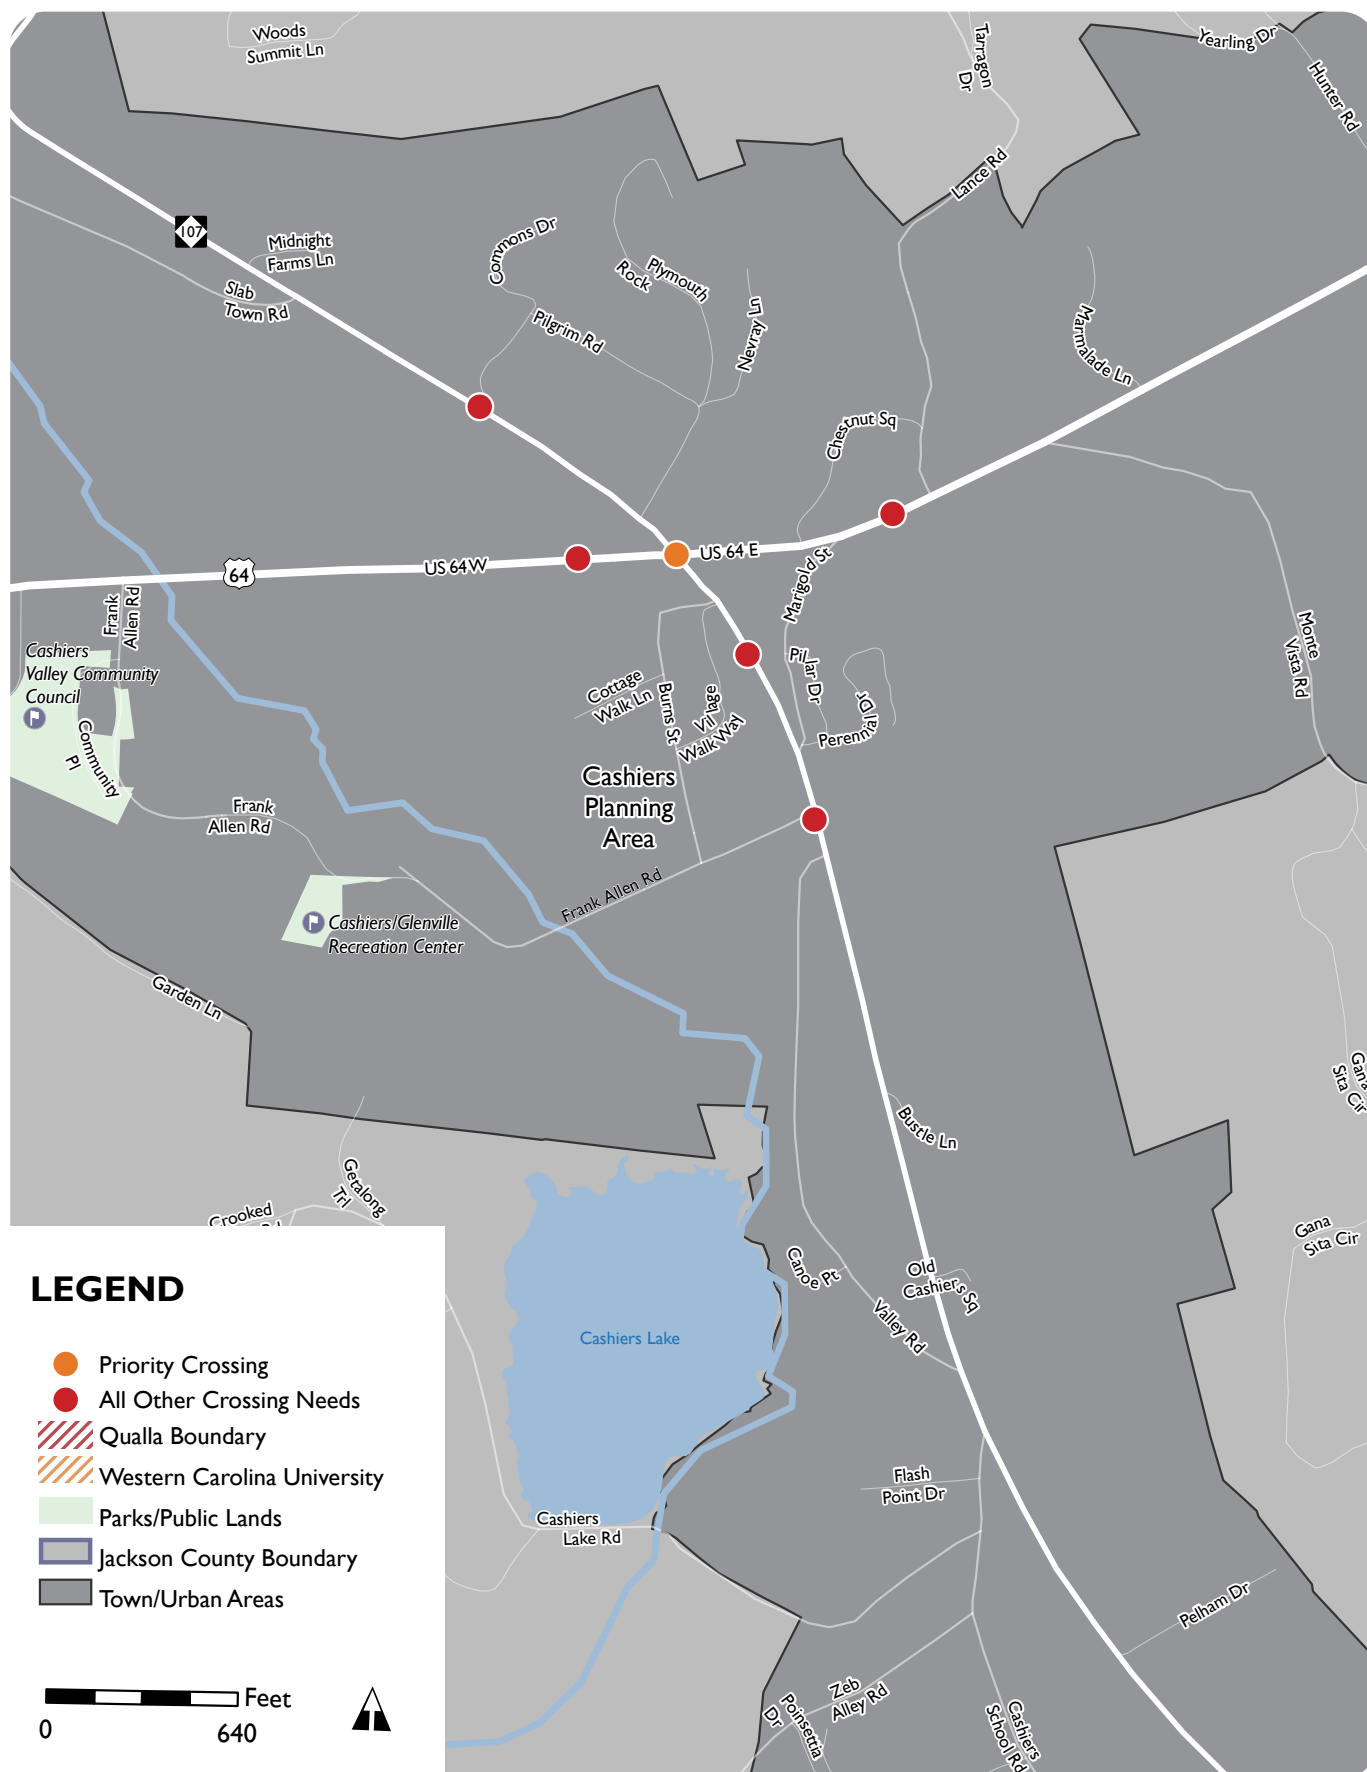 Woods
Summit Ln
Tarragon
Dr
Yearling Dr
Hunter Rd
Lance Rd
107
Midnight
Farms Ln
Slab
Town Rd
Commons Dr
Plymouth
Rock
Pilgrim Rd
Nevray Ln
Marmalade Ln
Chestnut Sq
US 64 W
US 64 E
64
Marigold St
Frank
Allen Rd
Cashiers
Valley Community
Council
Community
Pl
Cottage
Walk Ln
Burns St
Village
Walk Way
Pillar Dr
Perennial Dr
Monte
Vista Rd
Cashiers
Planning
Area
Frank
Allen Rd
Frank Allen Rd
Cashiers/Glenville
Recreation Center
Garden Ln
Gana
Sita Cir
Bustle Ln
Getalong
Trl
Crooked
Gana
Sita Cir
Canoe Pt
Old
Cashiers Sq
Valley Rd
Cashiers Lake
Flash
Point Dr
Cashiers
Lake Rd
Pelham Dr
Zeb
Alley Rd
Poinsettia
Dr
Cashiers
School Rd
LEGEND
Priority Crossing
All Other Crossing Needs
Qualla Boundary
Western Carolina University
Parks/Public Lands
Jackson County Boundary
Town/Urban Areas
Feet
0
640